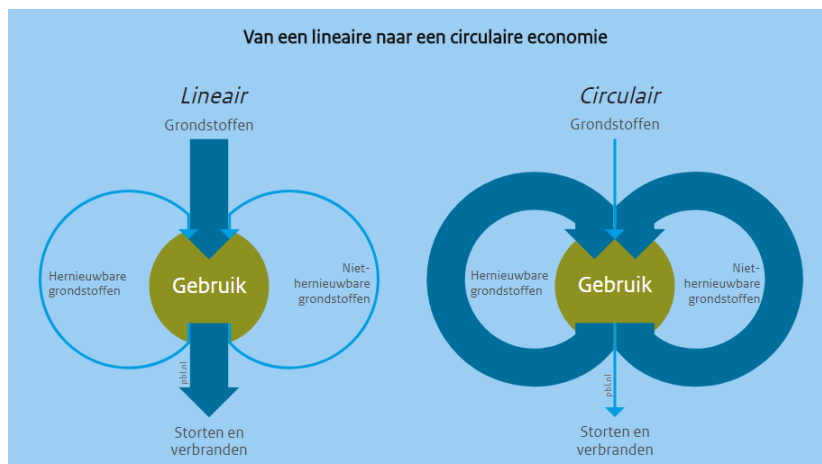 Van een lineaire naar een circulaire economie
Lineair
Grondstoffen
Hernieuwbare
grondstoffen
Gebruik
Niet-
hernieuwbare
grondstoffen
pbl.nl
Storten en
verbranden
Circulair
Grondstoffen
Hernieuwbare
grondstoffen
Gebruik
Niet-
hernieuwbare
grondstoffen
pbl.nl
Storten en
verbranden